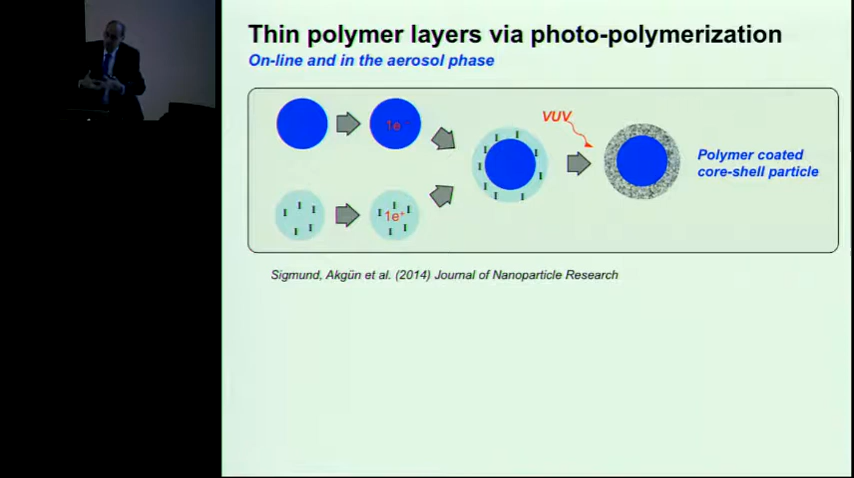 Thin polymer layers via photo-polymerization
On-line and in the aerosol phase
1e⁻
VUV
Polymer coated
core-shell particle
I I I I I
I I 1e⁺ I I I
I I I I I I I I I
Sigmund, Akgün et al. (2014) Journal of Nanoparticle Research